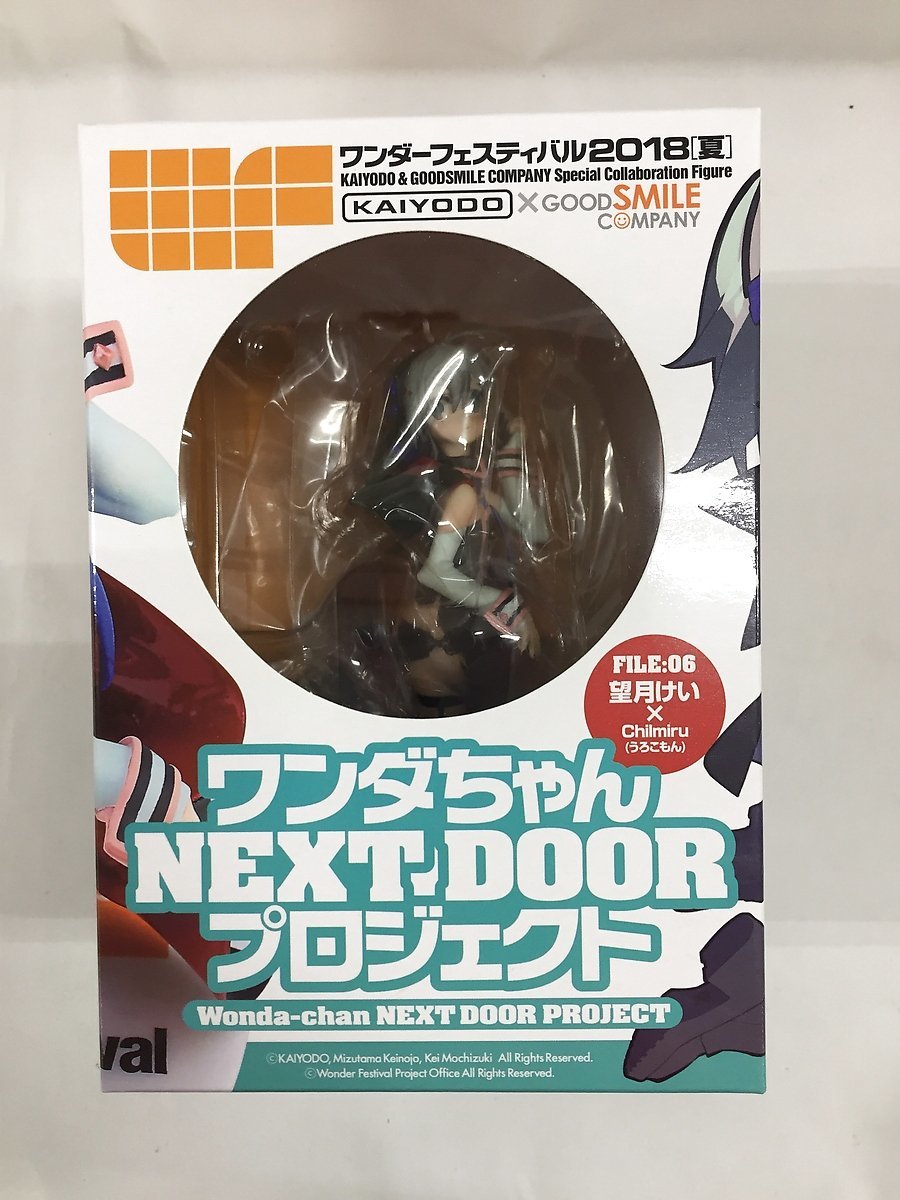 ワンダーフェスティバル2018[夏]
KAIYODO & GOODSMILE COMPANY Special Collaboration Figure
KAIYODO × GOOD SMILE COMPANY
FILE:06
望月けい
×
Chilmiru
(うろこもん)
ワンダちゃん
NEXT DOOR
プロジェクト
Wonda-chan NEXT DOOR PROJECT
val
©KAIYODO, Mizutama Keinojo, Kei Mochizuki All Rights Reserved.
©Wonder Festival Project Office All Rights Reserved.